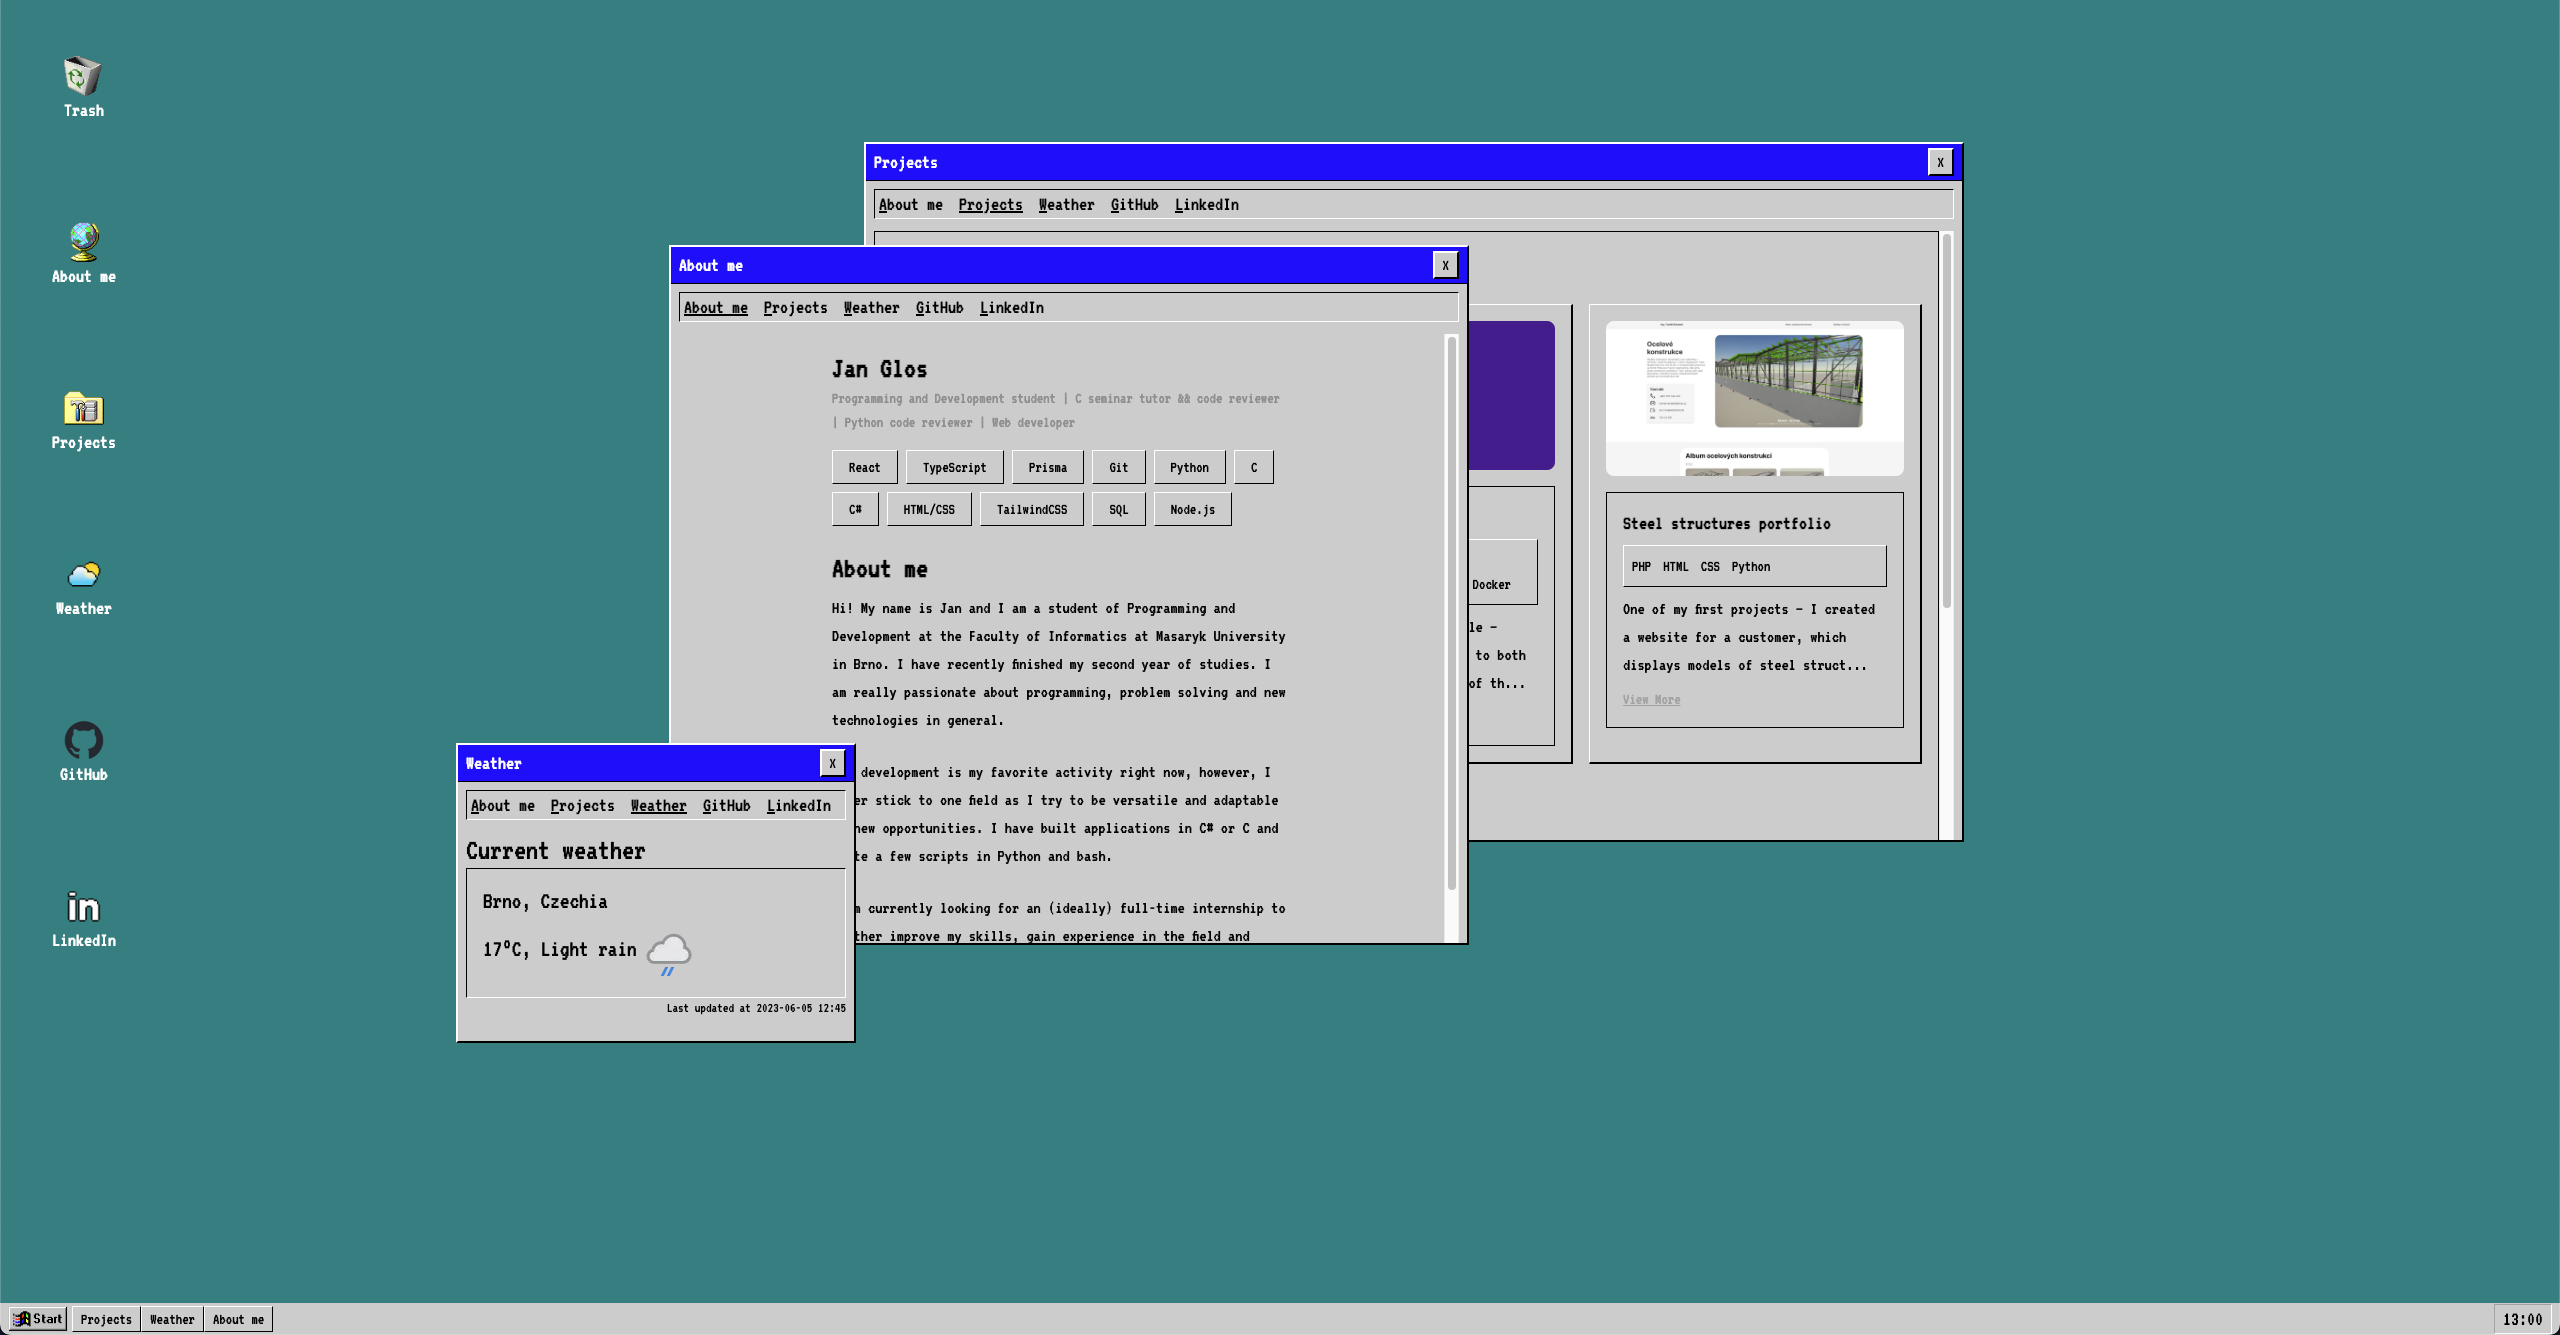 Trash
About me
Projects
Weather
GitHub
in
LinkedIn
Projects
X
About me Projects Weather GitHub LinkedIn
Ocelové
konstrukce
Album ocelových konstrukcí
Docker
le -
to both
of th...
Steel structures portfolio
PHP HTML CSS Python
One of my first projects - I created
a website for a customer, which
displays models of steel struct...
View More
About me
X
About me Projects Weather GitHub LinkedIn
Jan Glos
Programming and Development student | C seminar tutor && code reviewer
| Python code reviewer | Web developer
React TypeScript Prisma Git Python C
C# HTML/CSS TailwindCSS SQL Node.js
About me
Hi! My name is Jan and I am a student of Programming and
Development at the Faculty of Informatics at Masaryk University
in Brno. I have recently finished my second year of studies. I
am really passionate about programming, problem solving and new
technologies in general.
development is my favorite activity right now, however, I
er stick to one field as I try to be versatile and adaptable
new opportunities. I have built applications in C# or C and
te a few scripts in Python and bash.
m currently looking for an (ideally) full-time internship to
ther improve my skills, gain experience in the field and
Weather
X
About me Projects Weather GitHub LinkedIn
Current weather
Brno, Czechia
17°C, Light rain
Last updated at 2023-06-05 12:45
Start Projects Weather About me
13:00